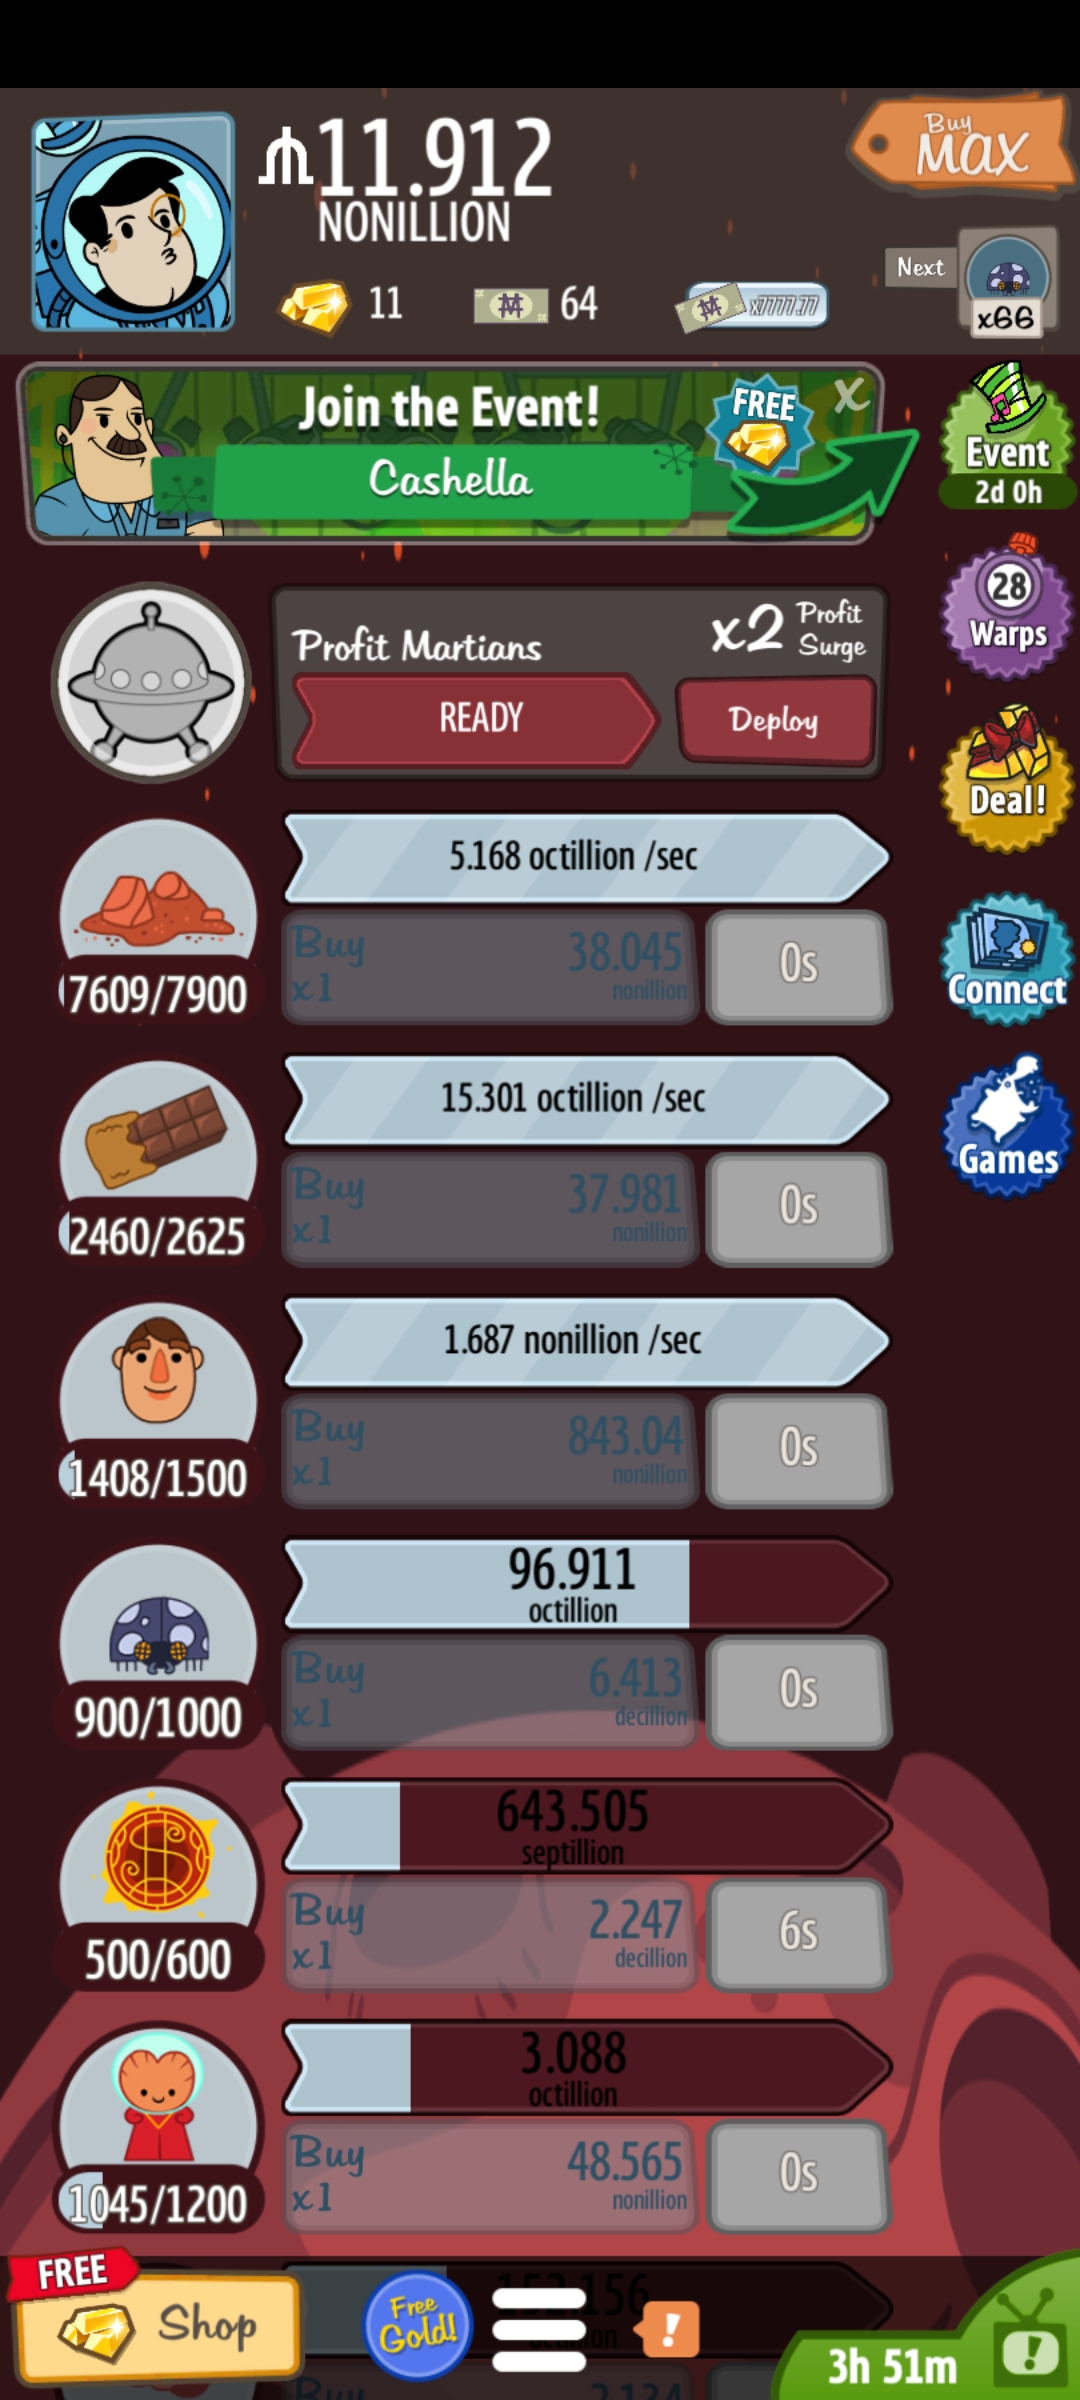 11.912
NONILLION
Buy
MAX
11
64
x7777.77
Next
x66
Join the Event!
FREE
X
Cashella
Event
2d 0h
Profit Martians
x2 Profit
Surge
READY
Deploy
28
Warps
Deal!
5.168 octillion /sec
Buy
x1
38.045
nonillion
0s
7609/7900
Connect
15.301 octillion /sec
Buy
x1
37.981
nonillion
0s
2460/2625
Games
1.687 nonillion /sec
Buy
x1
843.04
nonillion
0s
1408/1500
96.911
octillion
Buy
x1
6.413
decillion
0s
900/1000
643.505
septillion
Buy
x1
2.247
decillion
6s
500/600
3.088
octillion
Buy
x1
48.565
nonillion
0s
1045/1200
FREE
Shop
Free
Gold!
!
3h 51m
!
Buy